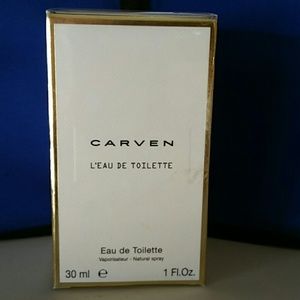 CARVEN
L'EAU DE TOILETTE
Eau de Toilette
Vaporisateur - Natural spray
30 ml ℮ 1 Fl.Oz.